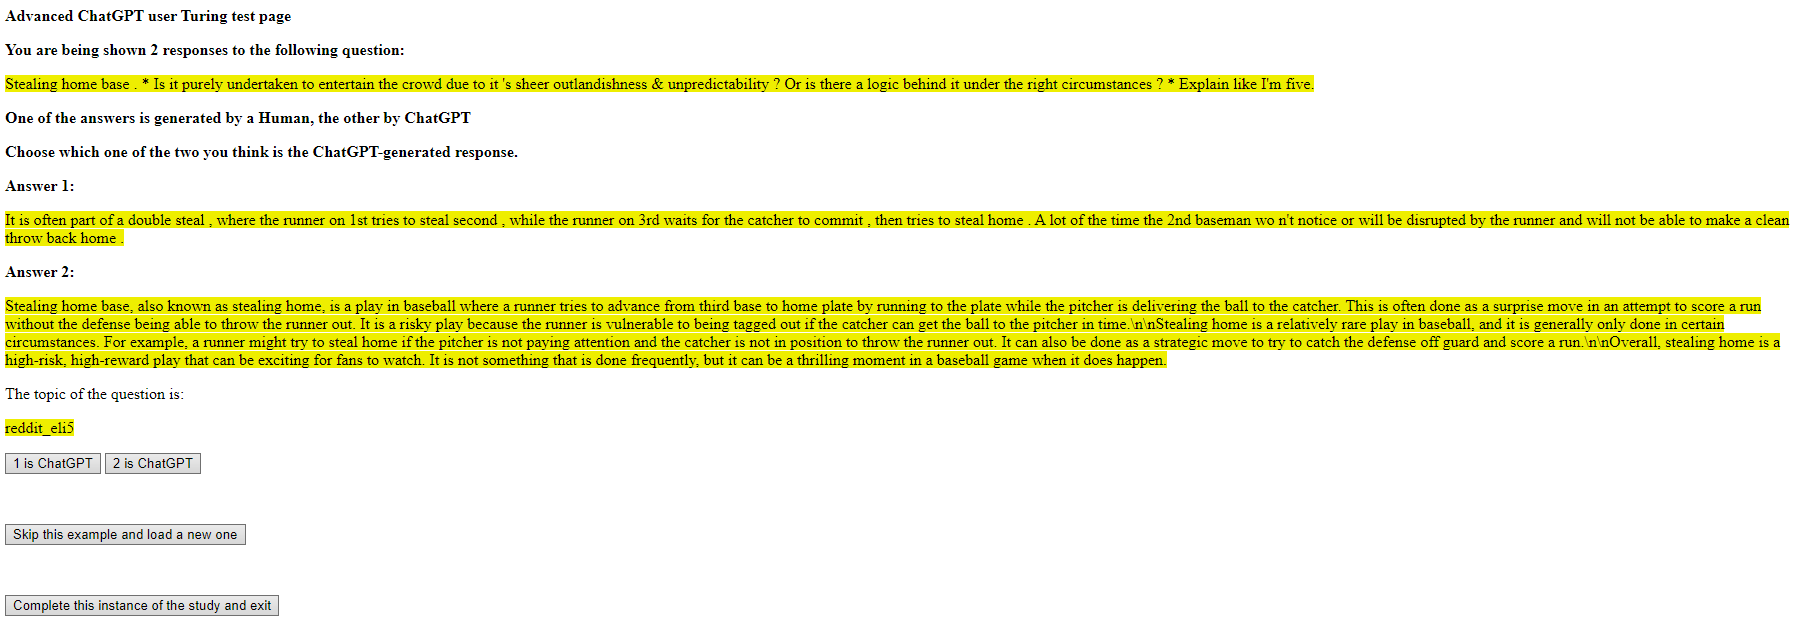 Advanced ChatGPT user Turing test page
You are being shown 2 responses to the following question:
Stealing home base . * Is it purely undertaken to entertain the crowd due to it 's sheer outlandishness & unpredictability ? Or is there a logic behind it under the right circumstances ? * Explain like I'm five.
One of the answers is generated by a Human, the other by ChatGPT
Choose which one of the two you think is the ChatGPT-generated response.
Answer 1:
It is often part of a double steal , where the runner on 1st tries to steal second , while the runner on 3rd waits for the catcher to commit , then tries to steal home . A lot of the time the 2nd baseman wo n't notice or will be disrupted by the runner and will not be able to make a clean
throw back home .
Answer 2:
Stealing home base, also known as stealing home, is a play in baseball where a runner tries to advance from third base to home plate by running to the plate while the pitcher is delivering the ball to the catcher. This is often done as a surprise move in an attempt to score a run
without the defense being able to throw the runner out. It is a risky play because the runner is vulnerable to being tagged out if the catcher can get the ball to the pitcher in time.\n\nStealing home is a relatively rare play in baseball, and it is generally only done in certain
circumstances. For example, a runner might try to steal home if the pitcher is not paying attention and the catcher is not in position to throw the runner out. It can also be done as a strategic move to try to catch the defense off guard and score a run.\n\nOverall, stealing home is a
high-risk, high-reward play that can be exciting for fans to watch. It is not something that is done frequently, but it can be a thrilling moment in a baseball game when it does happen.
The topic of the question is:
reddit_eli5
1 is ChatGPT 2 is ChatGPT
Skip this example and load a new one
Complete this instance of the study and exit